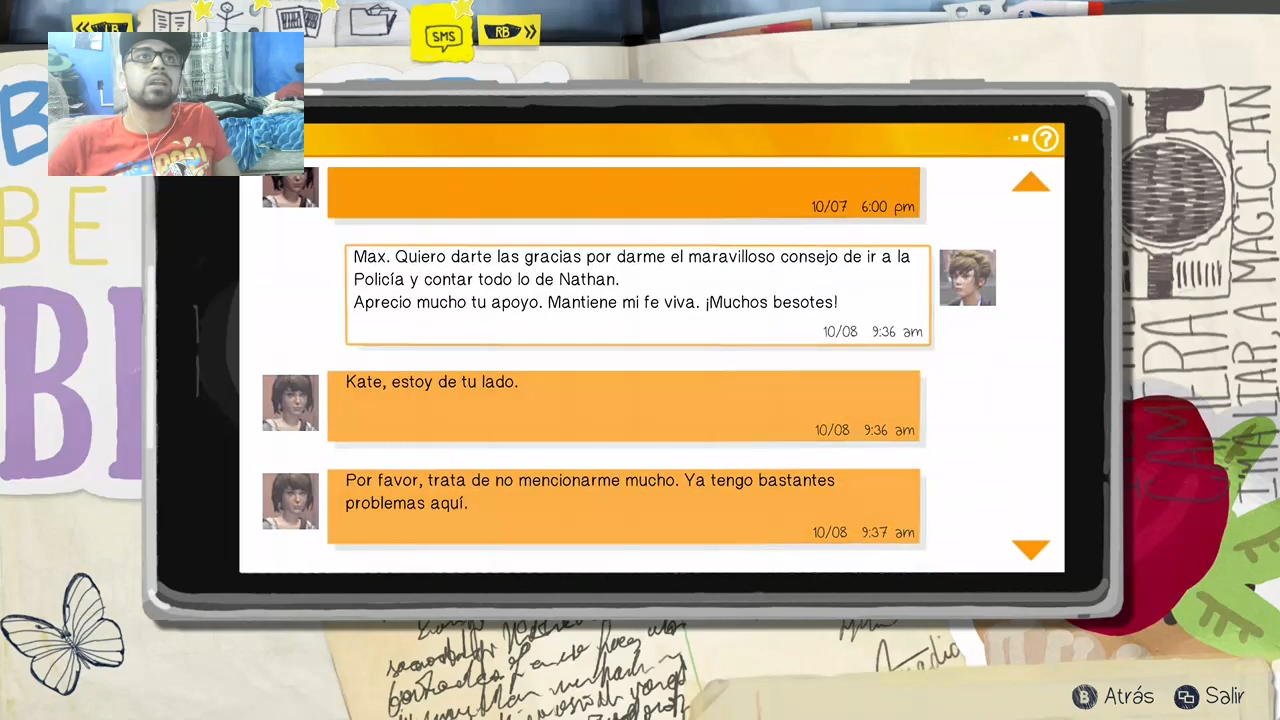 LB
SMS
RB
B
BE
10/07 6:00 pm
Max. Quiero darte las gracias por darme el maravilloso consejo de ir a la
Policía y contar todo lo de Nathan.
Aprecio mucho tu apoyo. Mantiene mi fe viva. ¡Muchos besotes!
10/08 9:36 am
Kate, estoy de tu lado.
10/08 9:36 am
Por favor, trata de no mencionarme mucho. Ya tengo bastantes
problemas aquí.
10/08 9:37 am
CAMERA
LIAR, A MAGICIAN
B Atrás
Salir